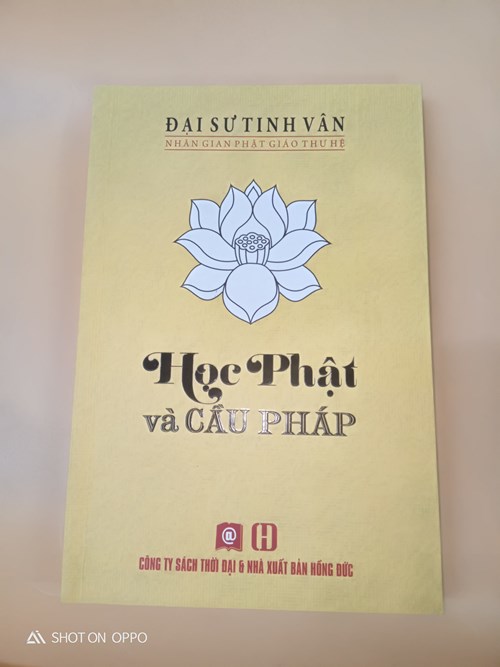 ĐẠI SƯ TINH VÂN
NHÂN GIAN PHẬT GIÁO THƯ HỆ
Học Phật
và CẦU PHÁP
@ H
CÔNG TY SÁCH THỜI ĐẠI & NHÀ XUẤT BẢN HỒNG ĐỨC
SHOT ON OPPO